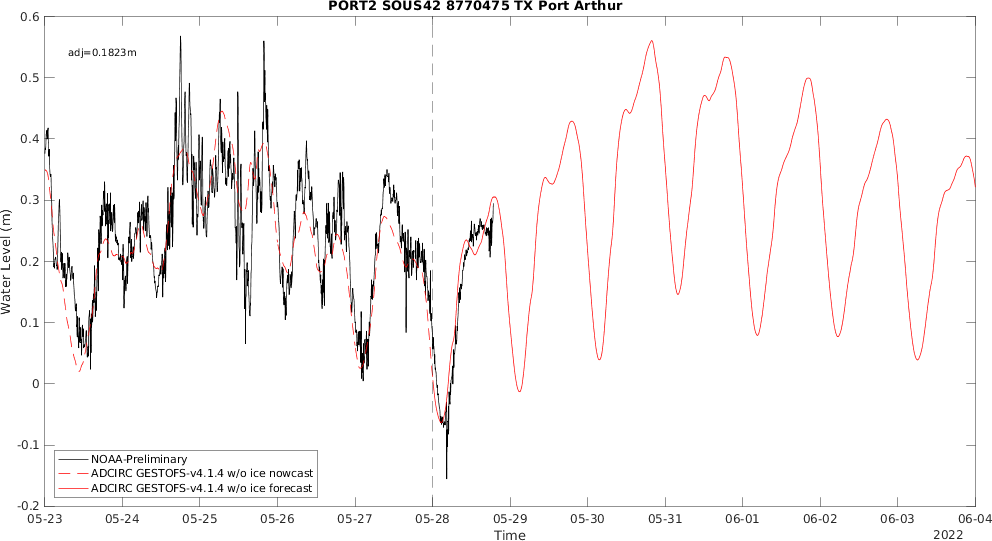 PORT2 SOUS42 8770475 TX Port Arthur
adj=0.1823m
0.6
0.5
0.4
0.3
0.2
0.1
0
-0.1
-0.2
Water Level (m)
NOAA-Preliminary
ADCIRC GESTOFS-v4.1.4 w/o ice nowcast
ADCIRC GESTOFS-v4.1.4 w/o ice forecast
05-23 05-24 05-25 05-26 05-27 05-28 05-29 05-30 05-31 06-01 06-02 06-03 06-04
Time
2022